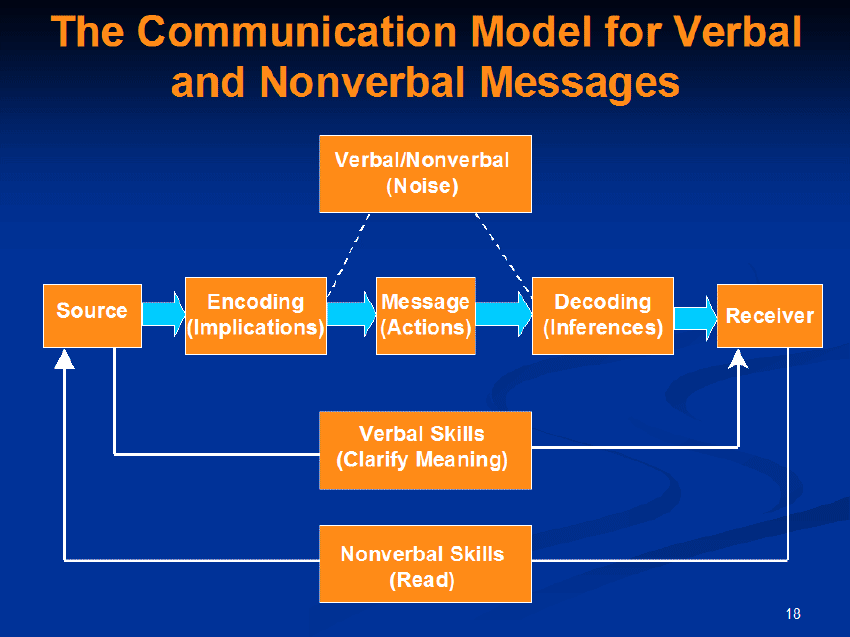 The Communication Model for Verbal
and Nonverbal Messages
Verbal/Nonverbal
(Noise)
Source
Encoding
(Implications)
Message
(Actions)
Decoding
(Inferences)
Receiver
Verbal Skills
(Clarify Meaning)
Nonverbal Skills
(Read)
18